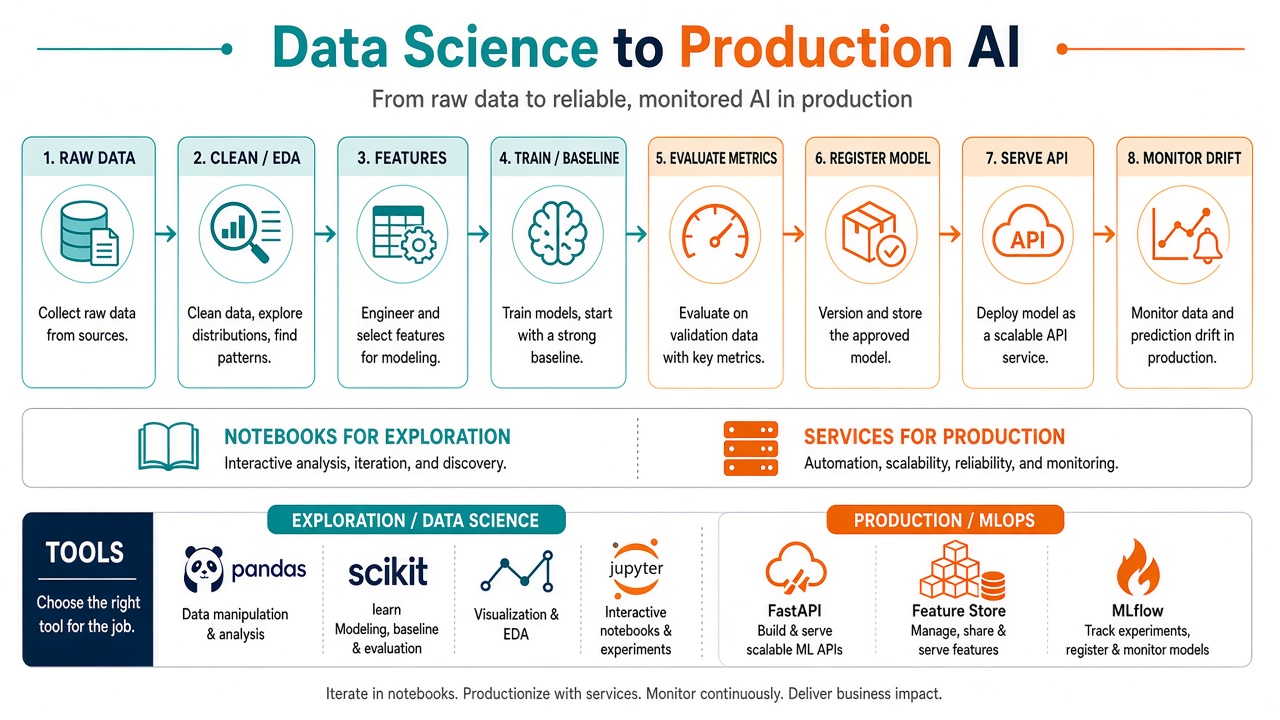 Data Science to Production AI
From raw data to reliable, monitored AI in production
1. RAW DATA
Collect raw data
from sources.
2. CLEAN / EDA
Clean data, explore
distributions, find
patterns.
3. FEATURES
Engineer and
select features
for modeling.
4. TRAIN / BASELINE
Train models, start
with a strong
baseline.
5. EVALUATE METRICS
Evaluate on
validation data
with key metrics.
6. REGISTER MODEL
Version and store
the approved
model.
7. SERVE API
API
Deploy model as
a scalable API
service.
8. MONITOR DRIFT
Monitor data and
prediction drift in
production.
NOTEBOOKS FOR EXPLORATION
Interactive analysis, iteration, and discovery.
SERVICES FOR PRODUCTION
Automation, scalability, reliability, and monitoring.
TOOLS
Choose the right
tool for the job.
EXPLORATION / DATA SCIENCE
pandas
Data manipulation
& analysis
scikit
learn
Modeling, baseline
& evaluation
Visualization &
EDA
jupyter
Interactive
notebooks &
experiments
PRODUCTION / MLOPS
FastAPI
Build & serve
scalable ML APIs
Feature Store
Manage, share &
serve features
MLflow
Track experiments,
register & monitor models
Iterate in notebooks. Productionize with services. Monitor continuously. Deliver business impact.